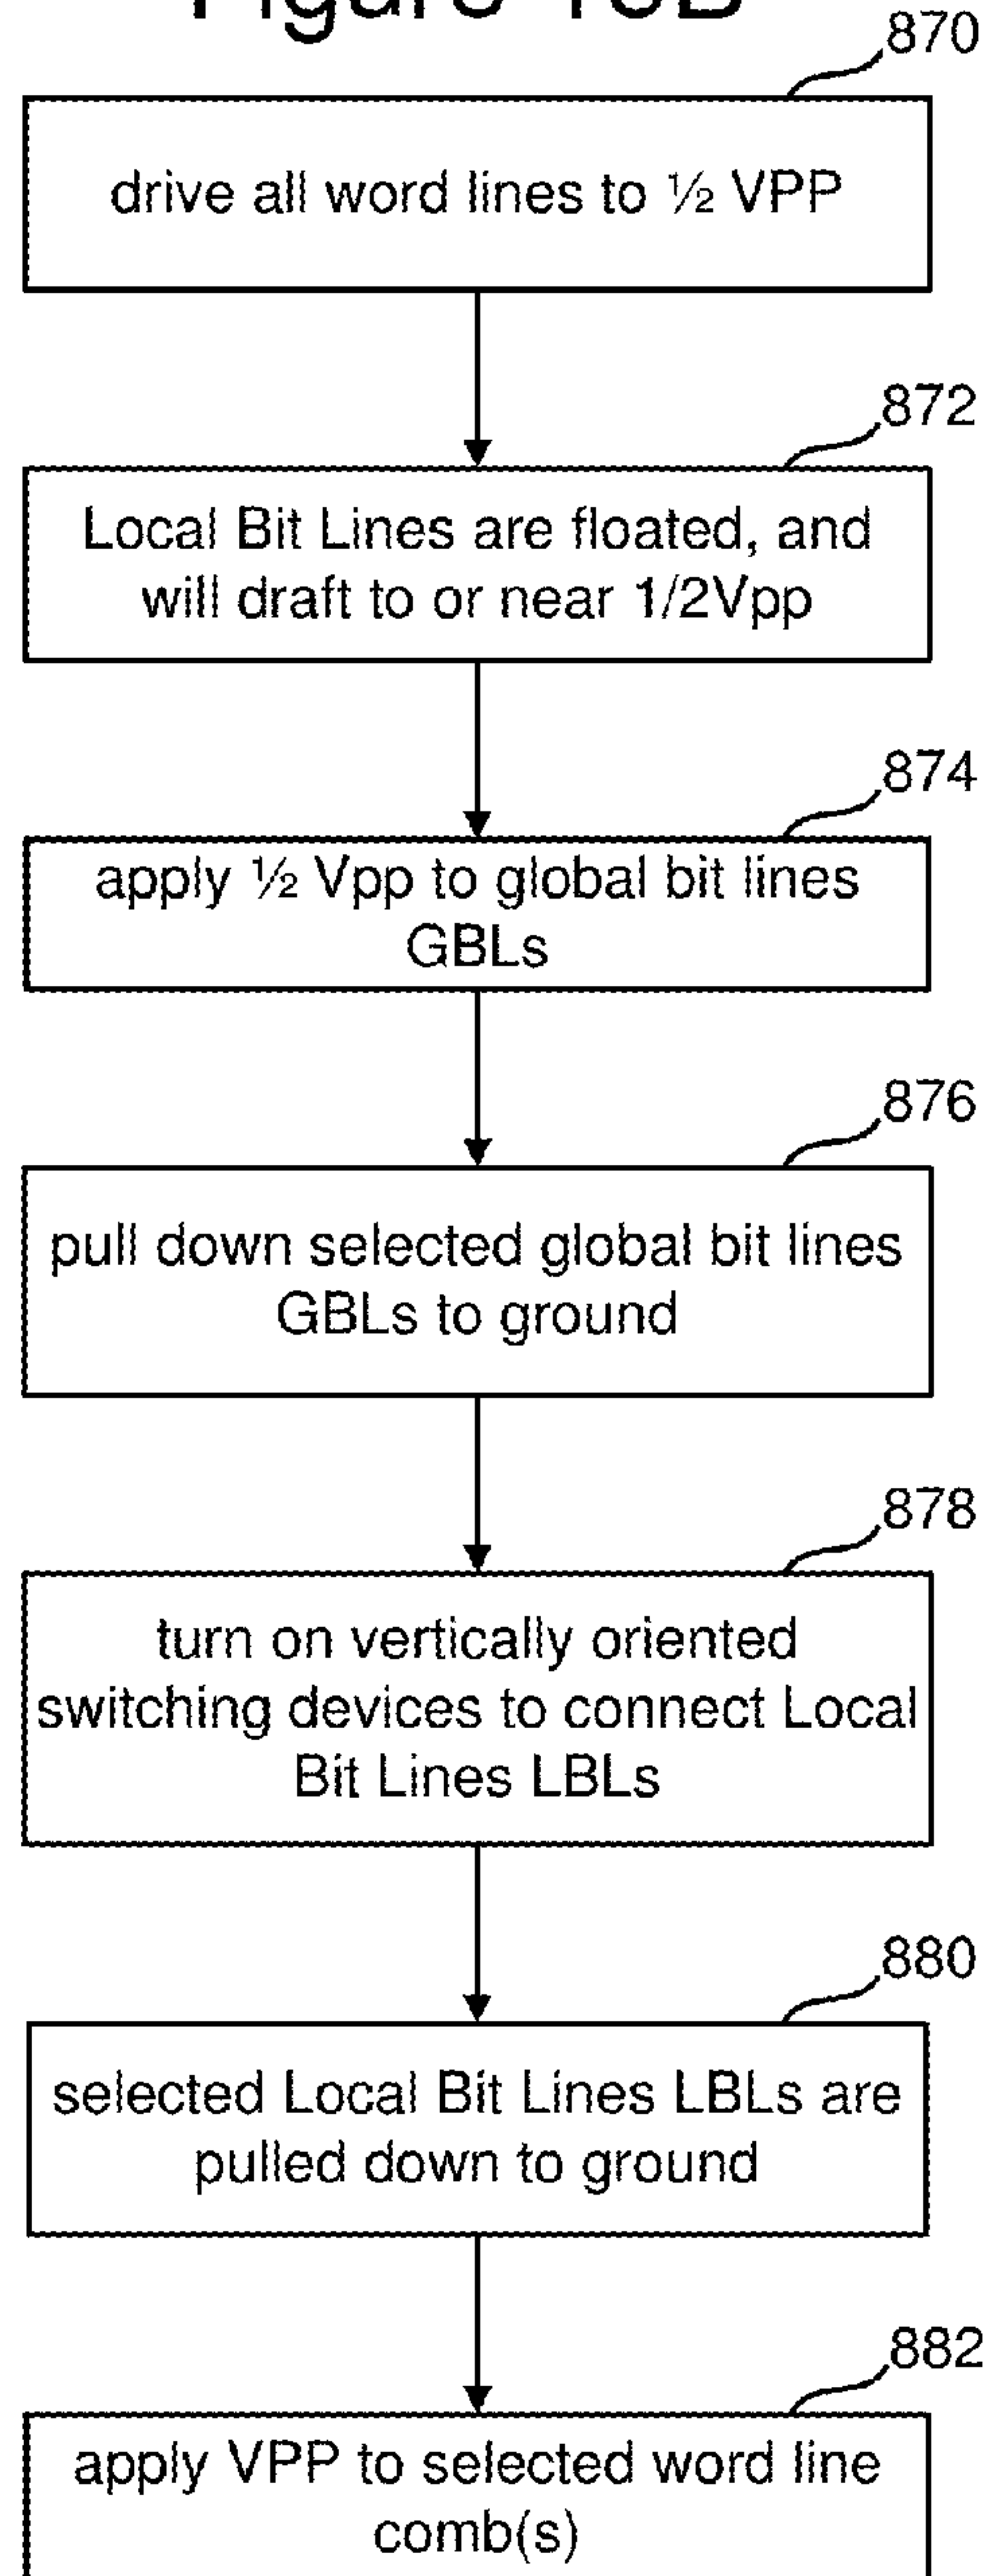 870
drive all word lines to ½ VPP
872
Local Bit Lines are floated, and
will draft to or near 1/2Vpp
874
apply ½ Vpp to global bit lines
GBLs
876
pull down selected global bit lines
GBLs to ground
878
turn on vertically oriented
switching devices to connect Local
Bit Lines LBLs
880
selected Local Bit Lines LBLs are
pulled down to ground
882
apply VPP to selected word line
comb(s)